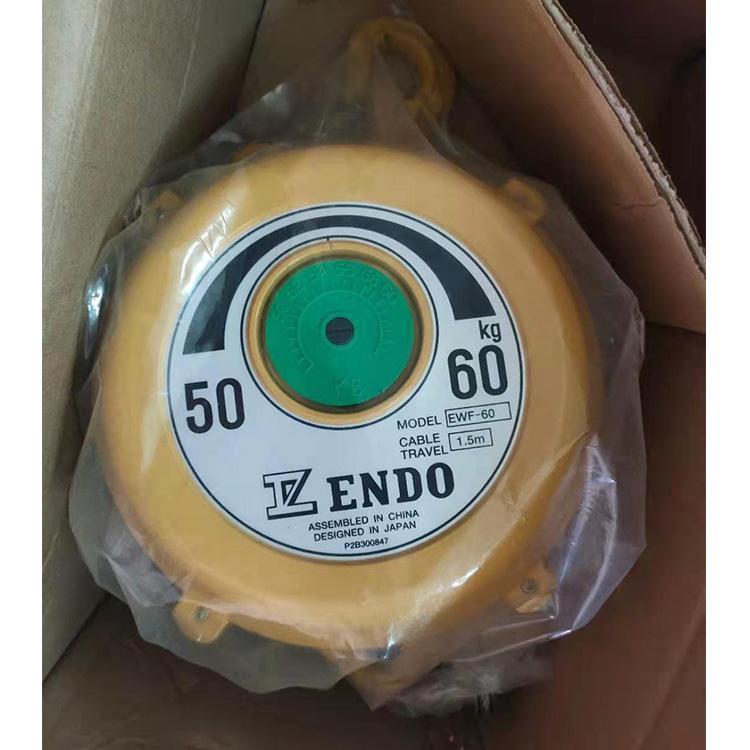 50
kg
60
MODEL EWF-60
CABLE TRAVEL 1.5m
ENDO
ASSEMBLED IN CHINA
DESIGNED IN JAPAN
P2B300847